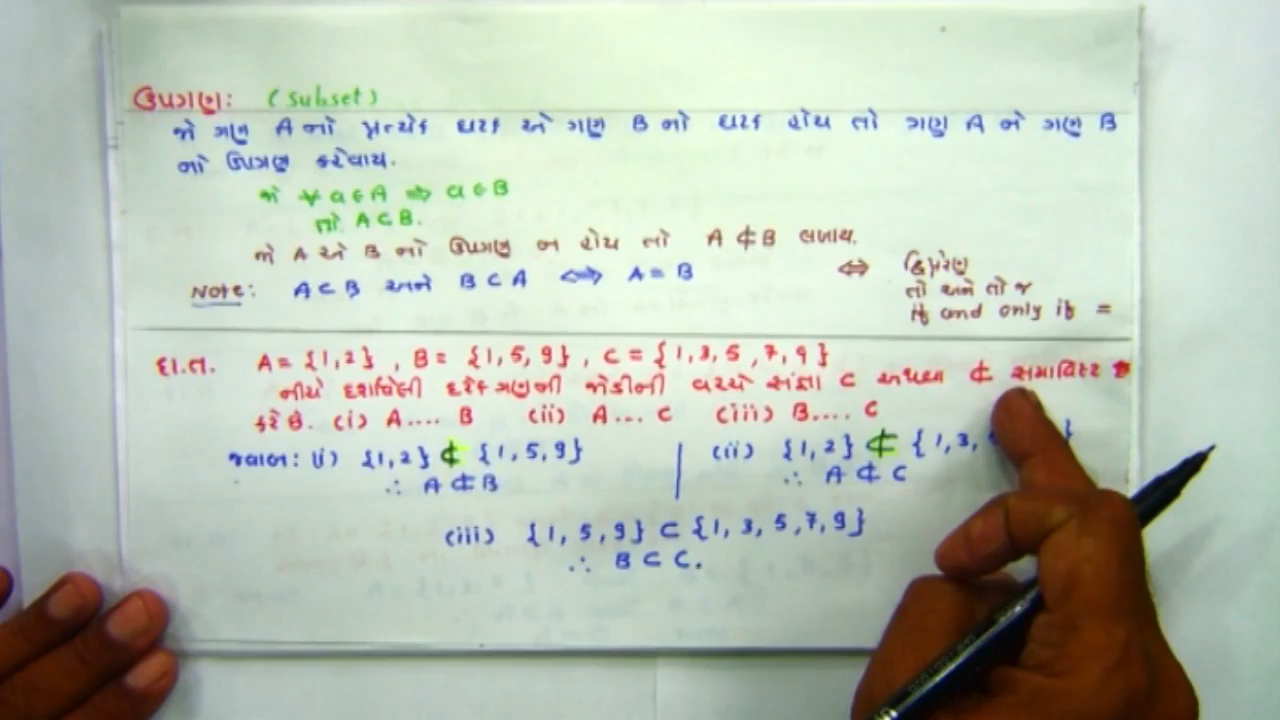 ઉપગણ: (subset)
જો ગણ A નો પ્રત્યેક ઘટક એ ગણ B નો ઘટક હોય તો ગણ A ને ગણ B
નો ઉપગણ કહેવાય.
જો ∀ a ∈ A ⇒ a ∈ B
તો A ⊂ B.
જો A એ B નો ઉપગણ ન હોય તો A ⊄ B લખાય.
Note: A ⊂ B અને B ⊂ A ⟺ A = B
⟺ દ્વિપ્રેરણ
તો અને તો જ
if and only if =
દા.ત. A = {1, 2} , B = {1, 5, 9} , C = {1, 3, 5, 7, 9}
નીચે દર્શાવેલી દરેક ગણની જોડીની વચ્ચે સંજ્ઞા ⊂ અથવા ⊄ સમાવિષ્ટ
કરો. (i) A .... B (ii) A ... C (iii) B .... C
જવાબ: (i) {1, 2} ⊄ {1, 5, 9}
∴ A ⊄ B
(ii) {1, 2} ⊄ {1, 3, }
∴ A ⊄ C
(iii) {1, 5, 9} ⊂ {1, 3, 5, 7, 9}
∴ B ⊂ C.